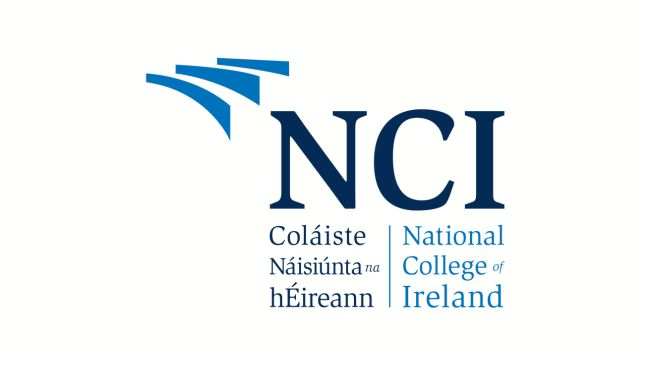 NCI
Coláiste
Náisiúnta na
hÉireann
National
College of
Ireland